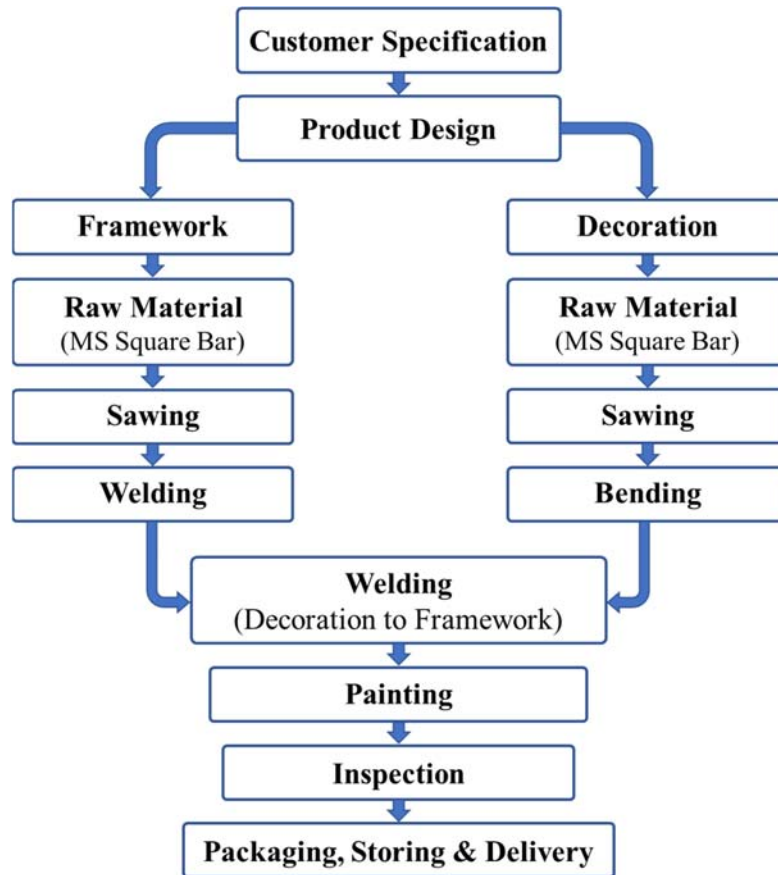 Customer Specification
Product Design
Framework
Decoration
Raw Material
(MS Square Bar)
Raw Material
(MS Square Bar)
Sawing
Sawing
Welding
Bending
Welding
(Decoration to Framework)
Painting
Inspection
Packaging, Storing & Delivery